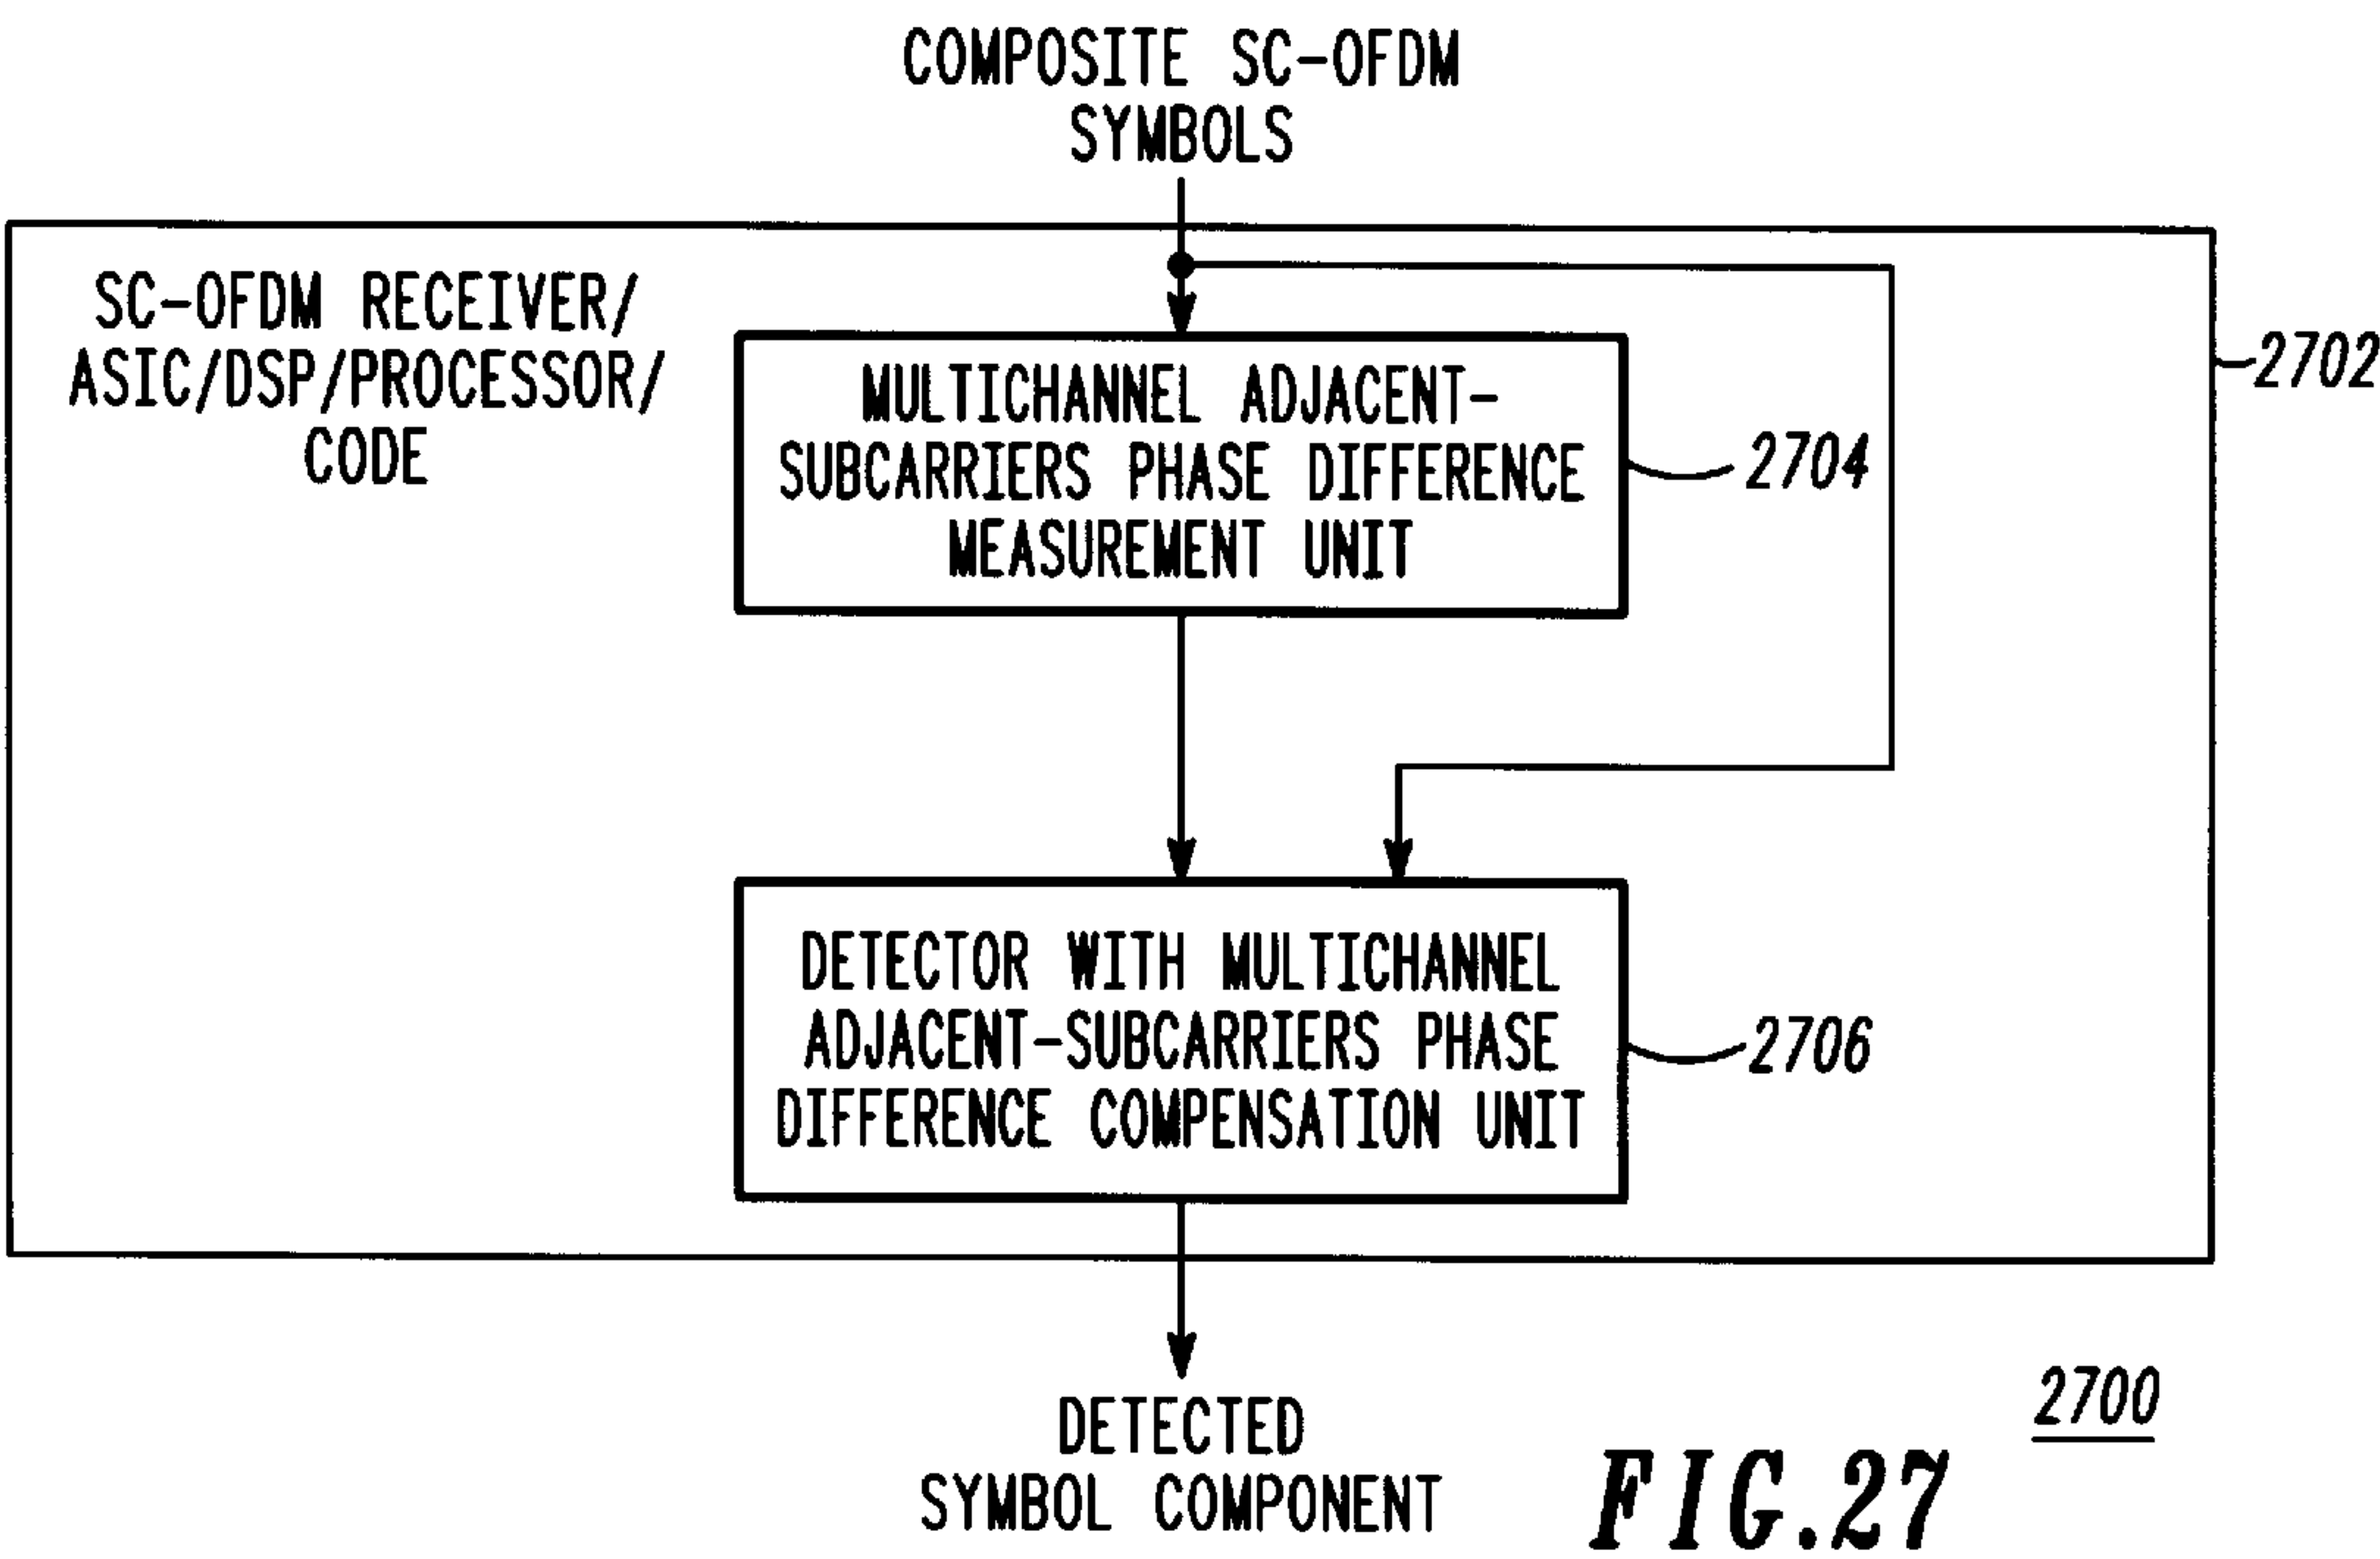 COMPOSITE SC-OFDM
SYMBOLS
SC-OFDM RECEIVER/
ASIC/DSP/PROCESSOR/
CODE
2702
MULTICHANNEL ADJACENT-
SUBCARRIERS PHASE DIFFERENCE
MEASUREMENT UNIT
2704
DETECTOR WITH MULTICHANNEL
ADJACENT-SUBCARRIERS PHASE
DIFFERENCE COMPENSATION UNIT
2706
DETECTED
SYMBOL COMPONENT
2700
FIG.27